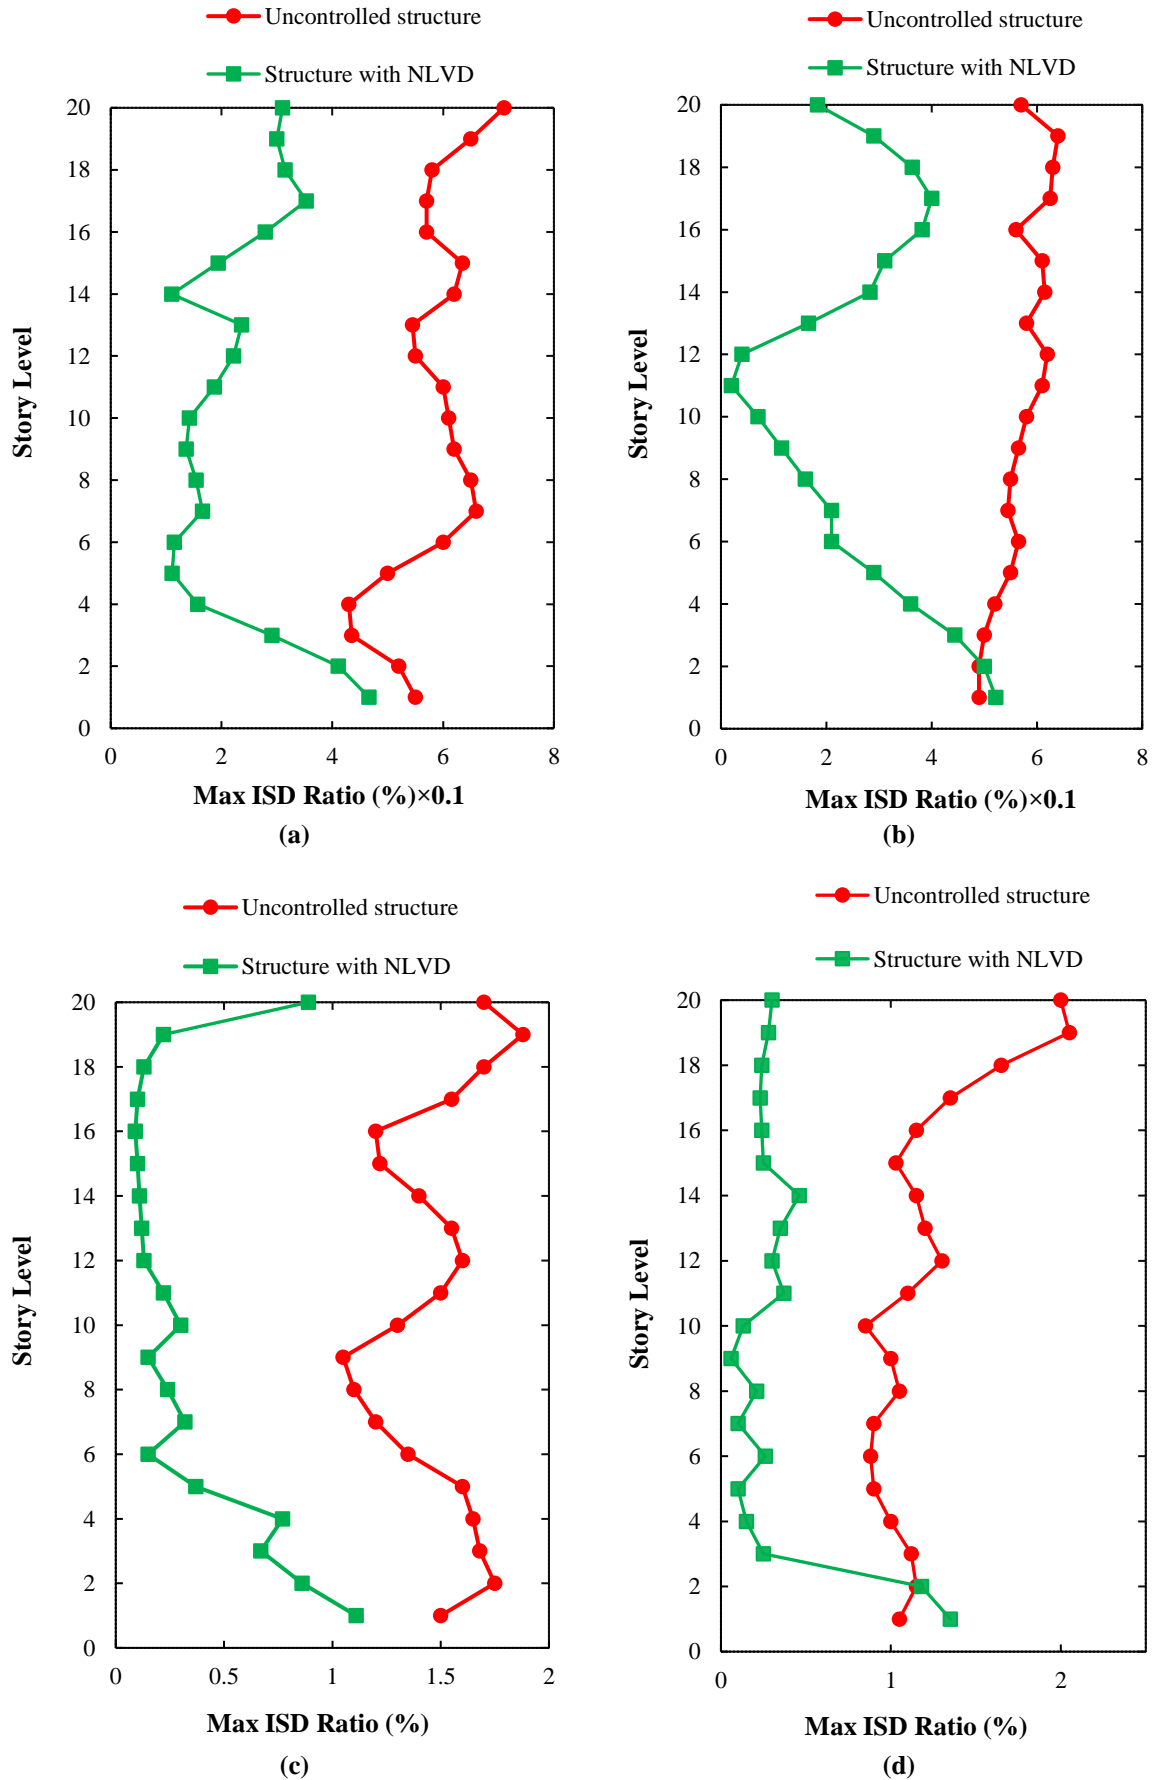 Uncontrolled structure
Structure with NLVD
20
18
16
14
12
10
8
6
4
2
0
Story Level
0 2 4 6 8
Max ISD Ratio (%)×0.1
(a)
Uncontrolled structure
Structure with NLVD
20
18
16
14
12
10
8
6
4
2
0
Story Level
0 2 4 6 8
Max ISD Ratio (%)×0.1
(b)
Uncontrolled structure
Structure with NLVD
20
18
16
14
12
10
8
6
4
2
0
Story Level
0 0.5 1 1.5 2
Max ISD Ratio (%)
(c)
Uncontrolled structure
Structure with NLVD
20
18
16
14
12
10
8
6
4
2
0
Story Level
0 1 2
Max ISD Ratio (%)
(d)